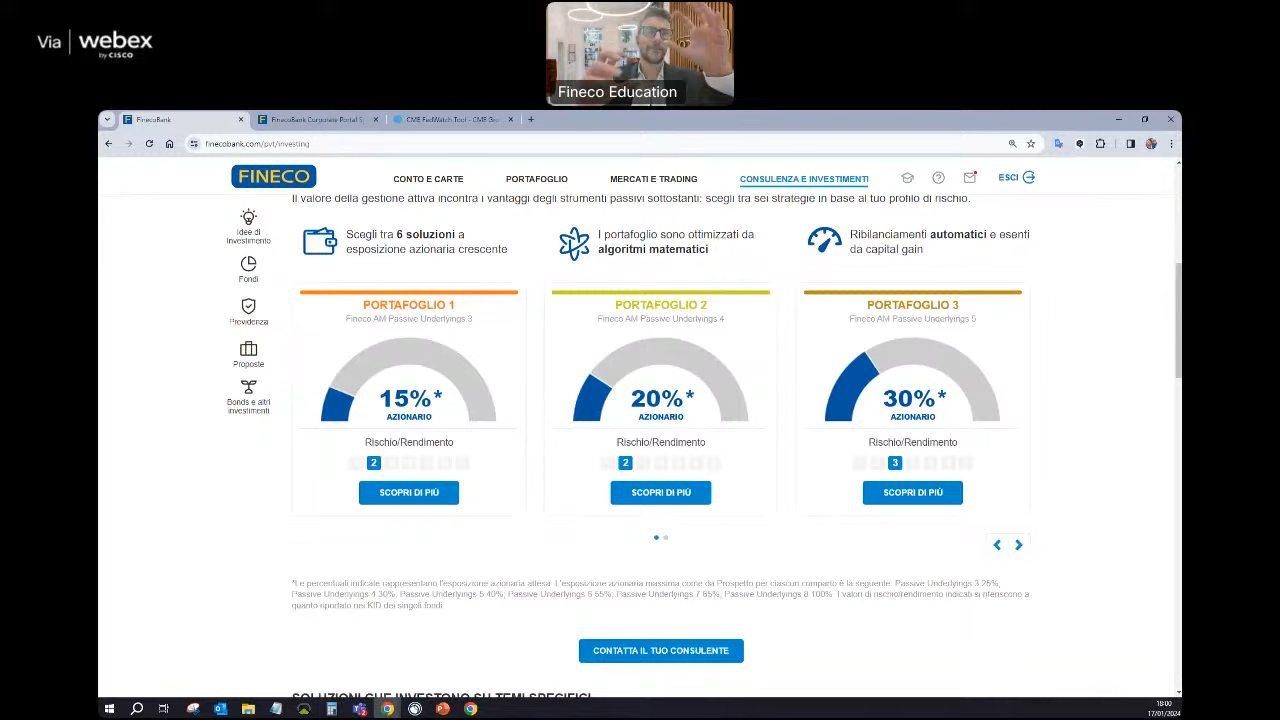 Via webex
by CISCO
Fineco Education
FinecoBank
FinecoBank Corporate Portal S
CME FedWatch Tool - CME Gro
finecobank.com/pvt/investing
FINECO
CONTO E CARTE
PORTAFOGLIO
MERCATI E TRADING
CONSULENZA E INVESTIMENTI
ESCI
Il valore della gestione attiva incontra i vantaggi degli strumenti passivi sottostanti: scegli tra sei strategie in base al tuo profilo di rischio.
Idee di
Investimento
Fondi
Previdenza
Proposte
Bonds e altri
investimenti
Scegli tra 6 soluzioni a
esposizione azionaria crescente
I portafoglio sono ottimizzati da
algoritmi matematici
Ribilanciamenti automatici e esenti
da capital gain
PORTAFOGLIO 1
Fineco AM Passive Underlyings 3
15%*
AZIONARIO
Rischio/Rendimento
2
SCOPRI DI PIÙ
PORTAFOGLIO 2
Fineco AM Passive Underlyings 4
20%*
AZIONARIO
Rischio/Rendimento
2
SCOPRI DI PIÙ
PORTAFOGLIO 3
Fineco AM Passive Underlyings 5
30%*
AZIONARIO
Rischio/Rendimento
3
SCOPRI DI PIÙ
*Le percentuali indicate rappresentano l'esposizione azionaria attesa. L'esposizione azionaria massima come da Prospetto per ciascun comparto è la seguente: Passive Underlyings 3 25%,
Passive Underlyings 4 30%; Passive Underlyings 5 40%; Passive Underlyings 6 55%; Passive Underlyings 7 65%, Passive Underlyings 8 100%. I valori di rischio/rendimento indicati si riferiscono a
quanto riportato nei KID dei singoli fondi.
CONTATTA IL TUO CONSULENTE
SOLUZIONI CHE INVESTONO SU TEMI SPECIFICI
18:00
17/01/2024